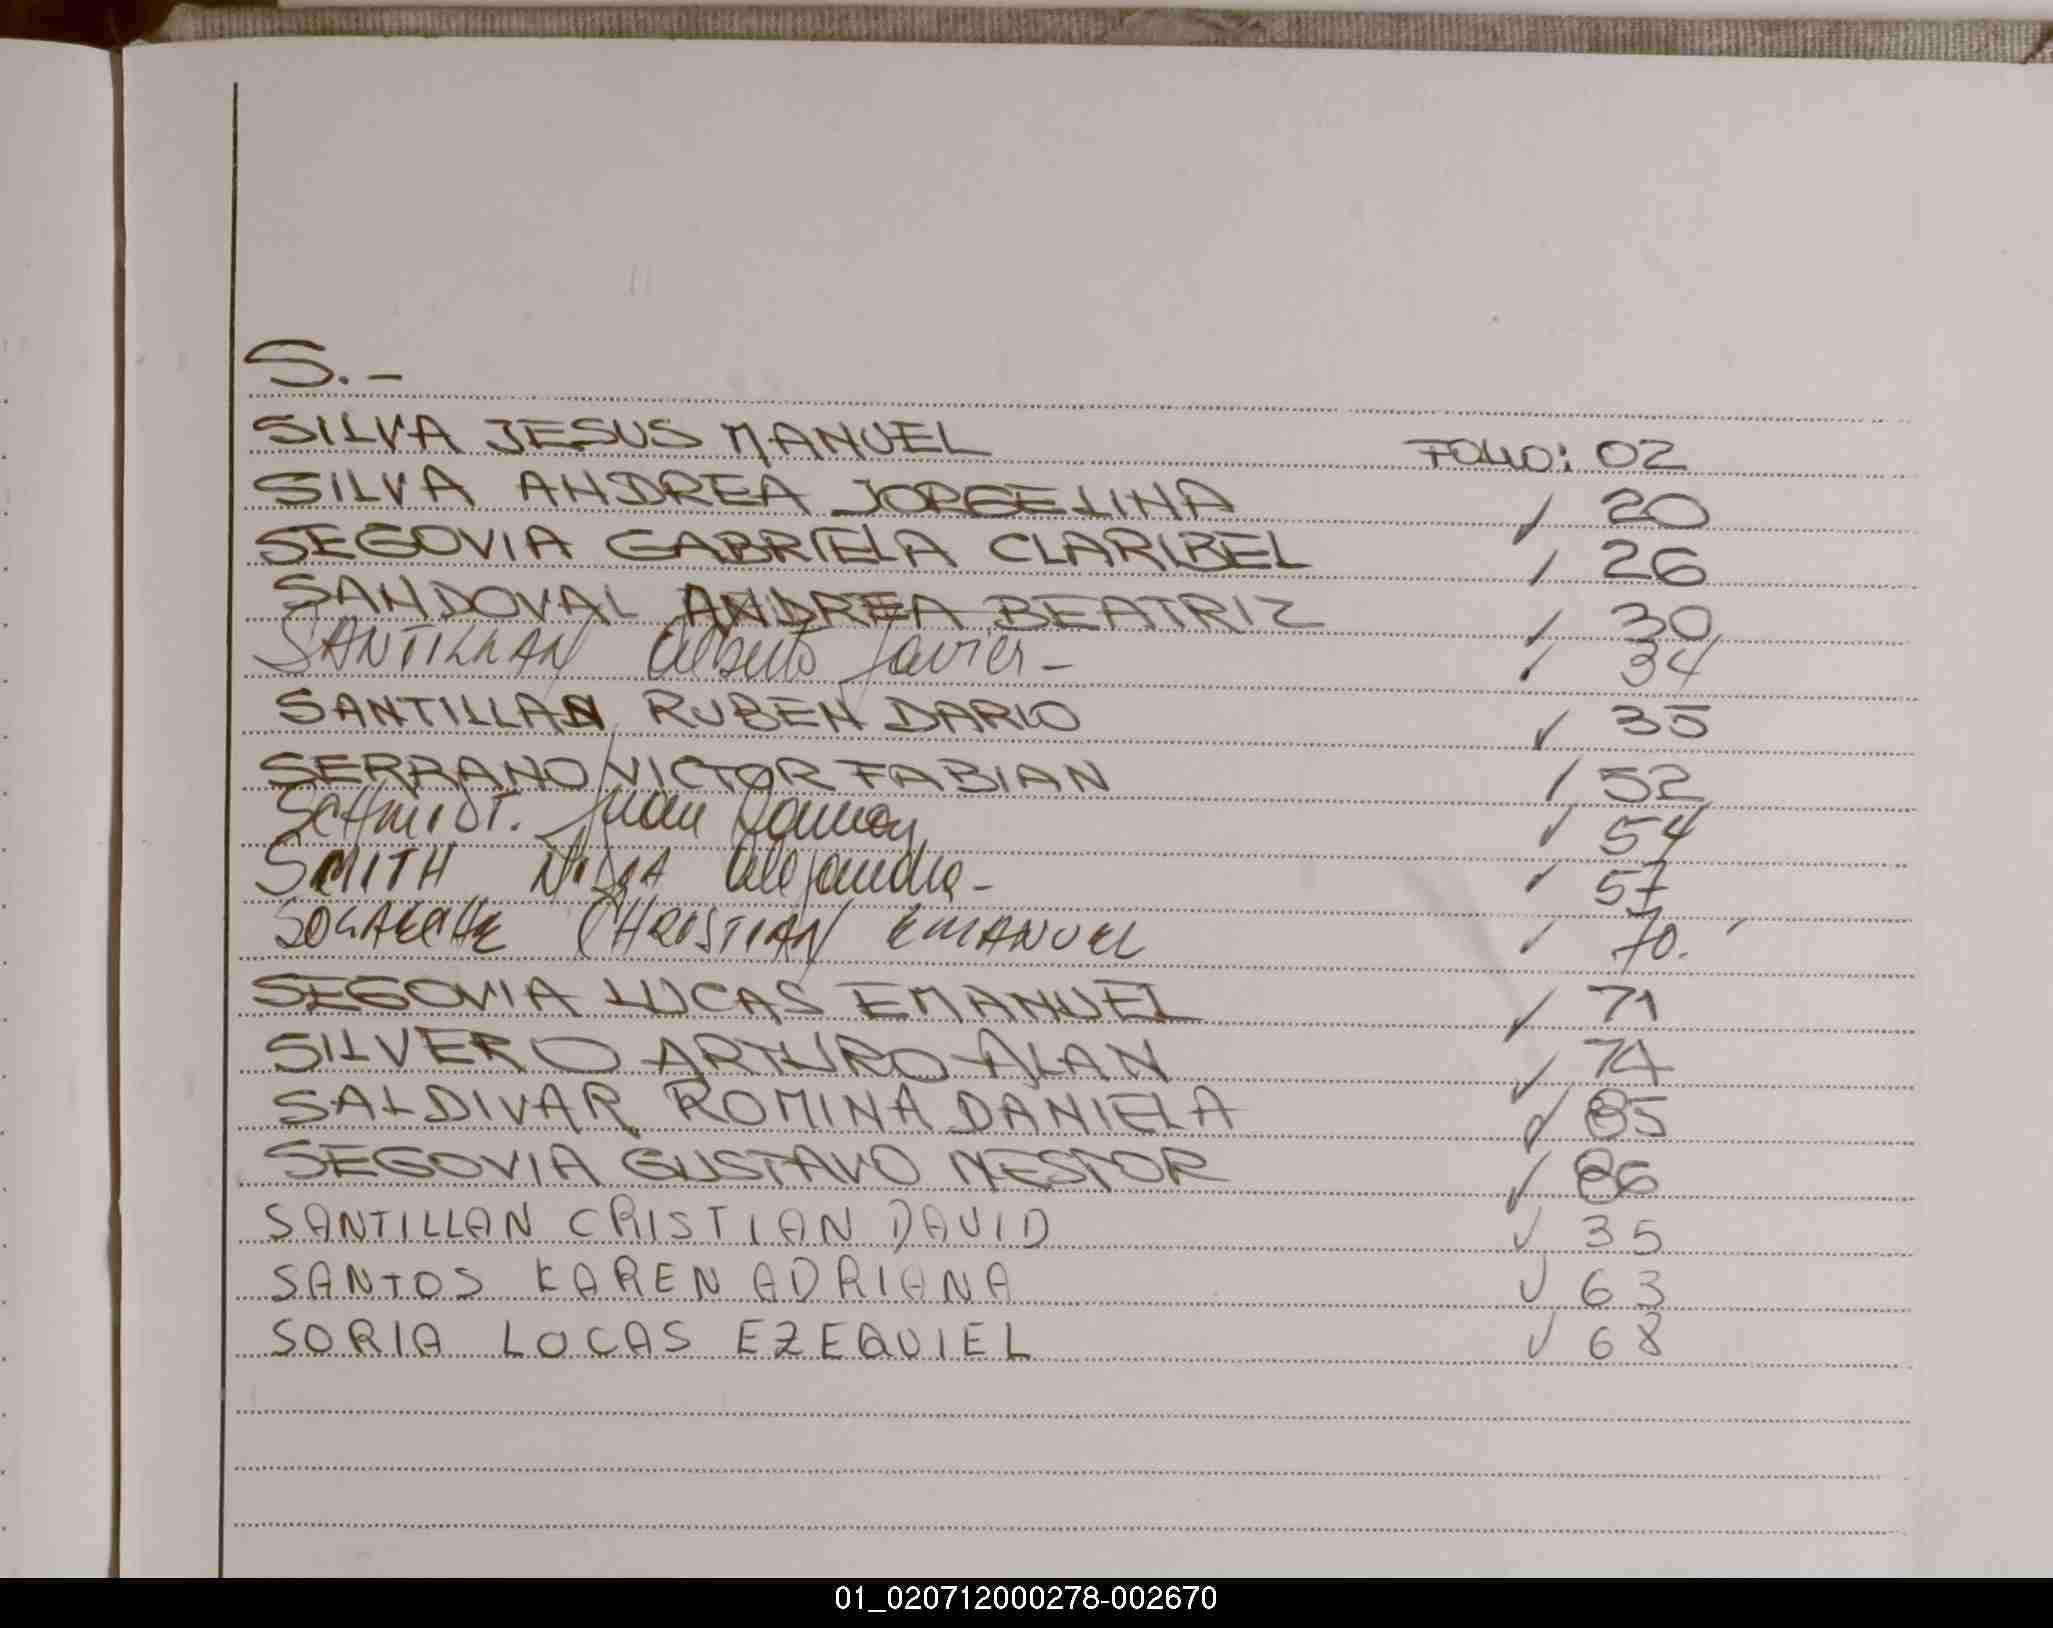 S.-
SILVA JESUS MANUEL FOLIO: 02
SILVA ANDREA JORGELINA ✓ 20
SEGOVIA GABRIELA CLARIBEL ✓ 26
SANDOVAL ANDREA BEATRIZ ✓ 30
SANTILLAN Alberto Javier- ✓ 34
SANTILLAN RUBEN DARIO ✓ 35
SERRANO VICTOR FABIAN ✓ 52
SCHMIDT. Juan Ramon ✓ 54
SMITH Alejandra- ✓ 57
CHRISTIAN EMANUEL ✓ 70.
SEGOVIA LUCAS EMANUEL ✓ 71
SILVERO ARTURO ALAN ✓ 74
SALDIVAR ROMINA DANIELA ✓ 85
SEGOVIA GUSTAVO NESTOR ✓ 86
SANTILLAN CRISTIAN DAVID ✓ 35
SANTOS KAREN ADRIANA ✓ 63
SORIA LUCAS EZEQUIEL ✓ 68
01_020712000278-002670